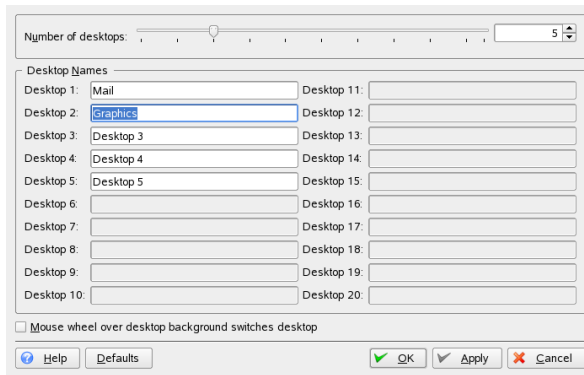 Number of desktops: 5
Desktop Names
Desktop 1: Mail Desktop 11:
Desktop 2: Graphics Desktop 12:
Desktop 3: Desktop 3 Desktop 13:
Desktop 4: Desktop 4 Desktop 14:
Desktop 5: Desktop 5 Desktop 15:
Desktop 6: Desktop 16:
Desktop 7: Desktop 17:
Desktop 8: Desktop 18:
Desktop 9: Desktop 19:
Desktop 10: Desktop 20:
Mouse wheel over desktop background switches desktop
Help Defaults OK Apply Cancel